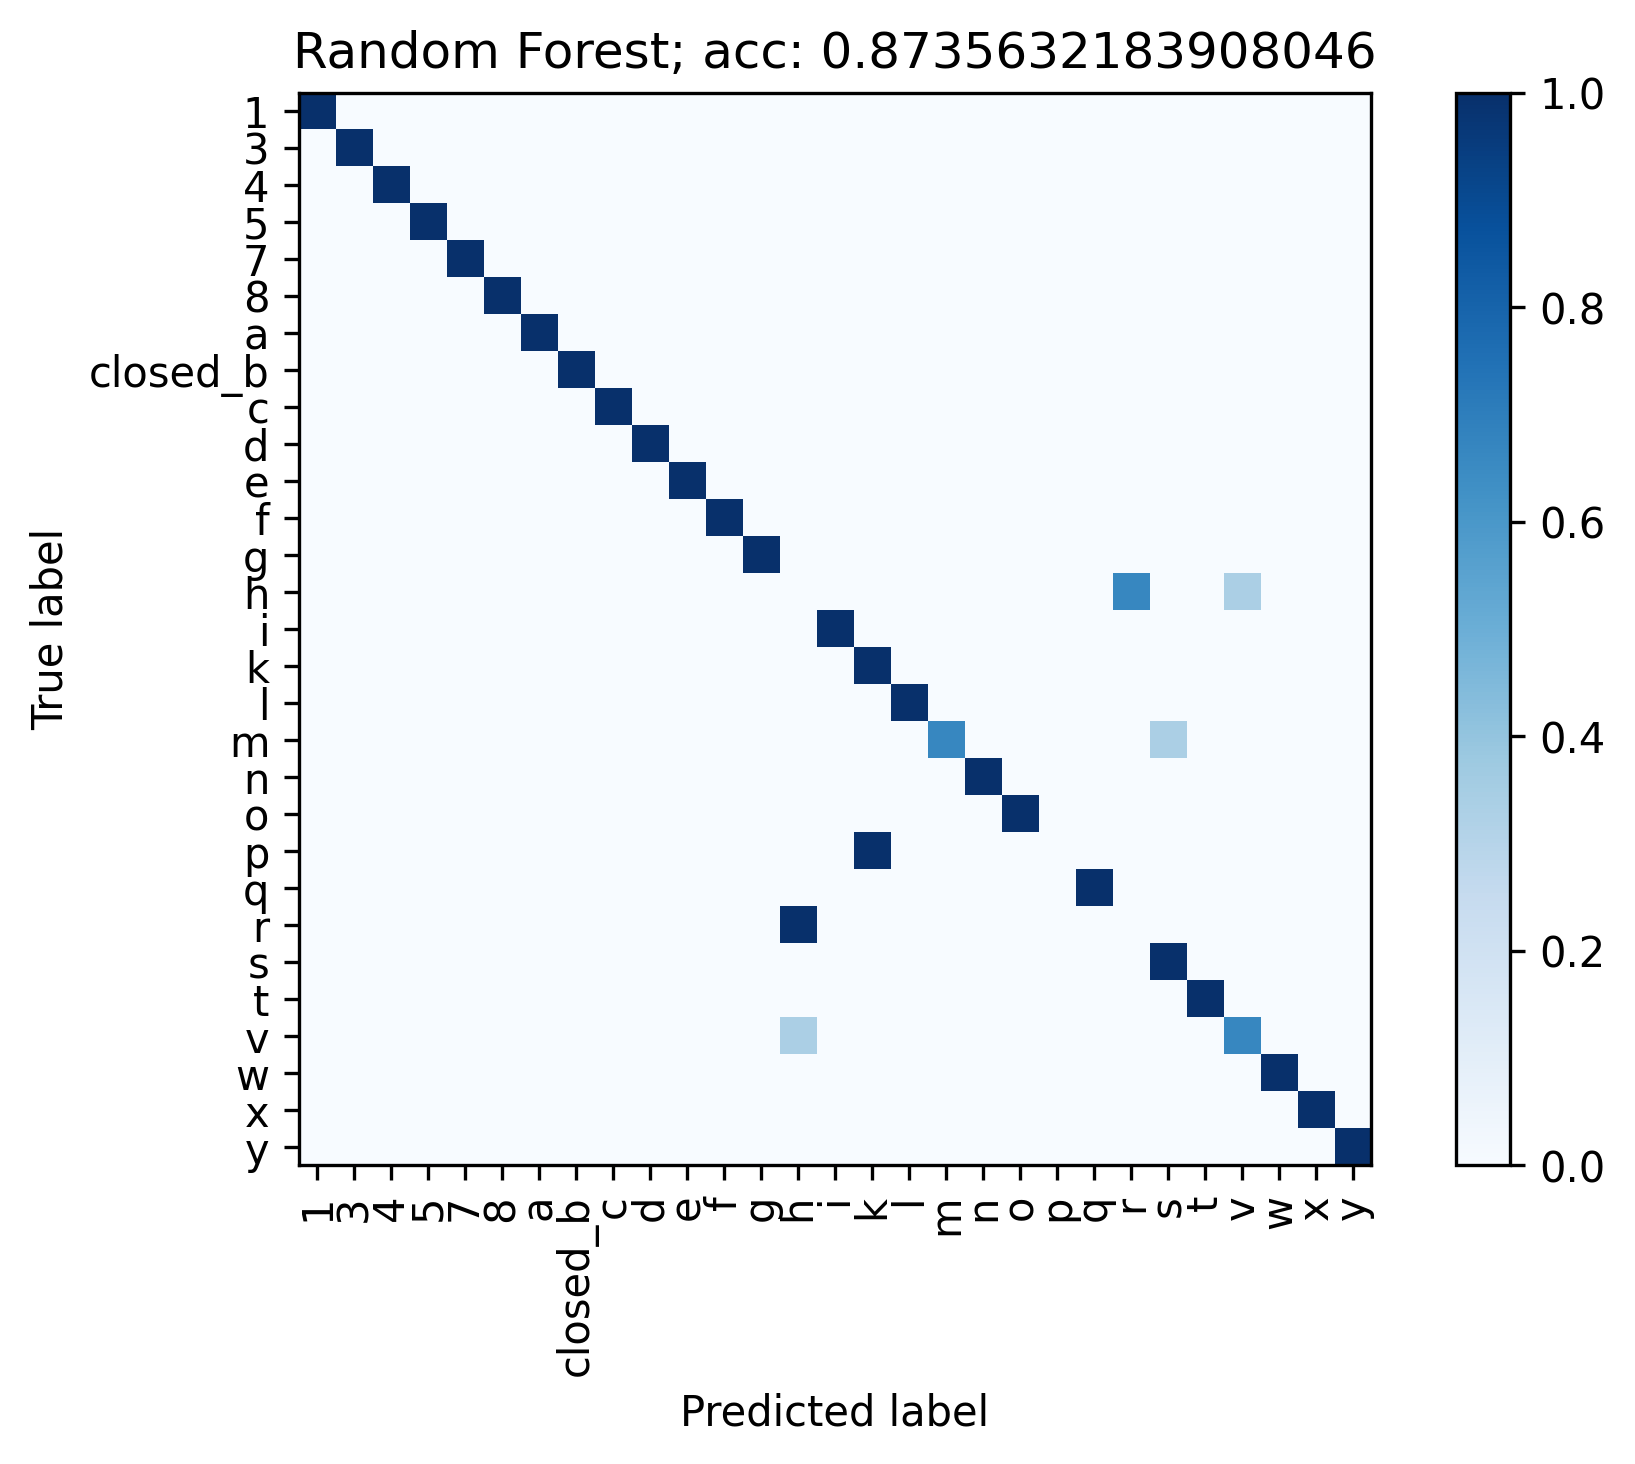 Random Forest; acc: 0.8735632183908046
True label
1
3
4
5
7
8
a
closed_b
c
d
e
f
g
h
i
k
l
m
n
o
p
q
r
s
t
v
w
x
y
1 3 4 5 7 8 a closed_b c d e f g h i k l m n o p q r s t v w x y
Predicted label
1.0
0.8
0.6
0.4
0.2
0.0